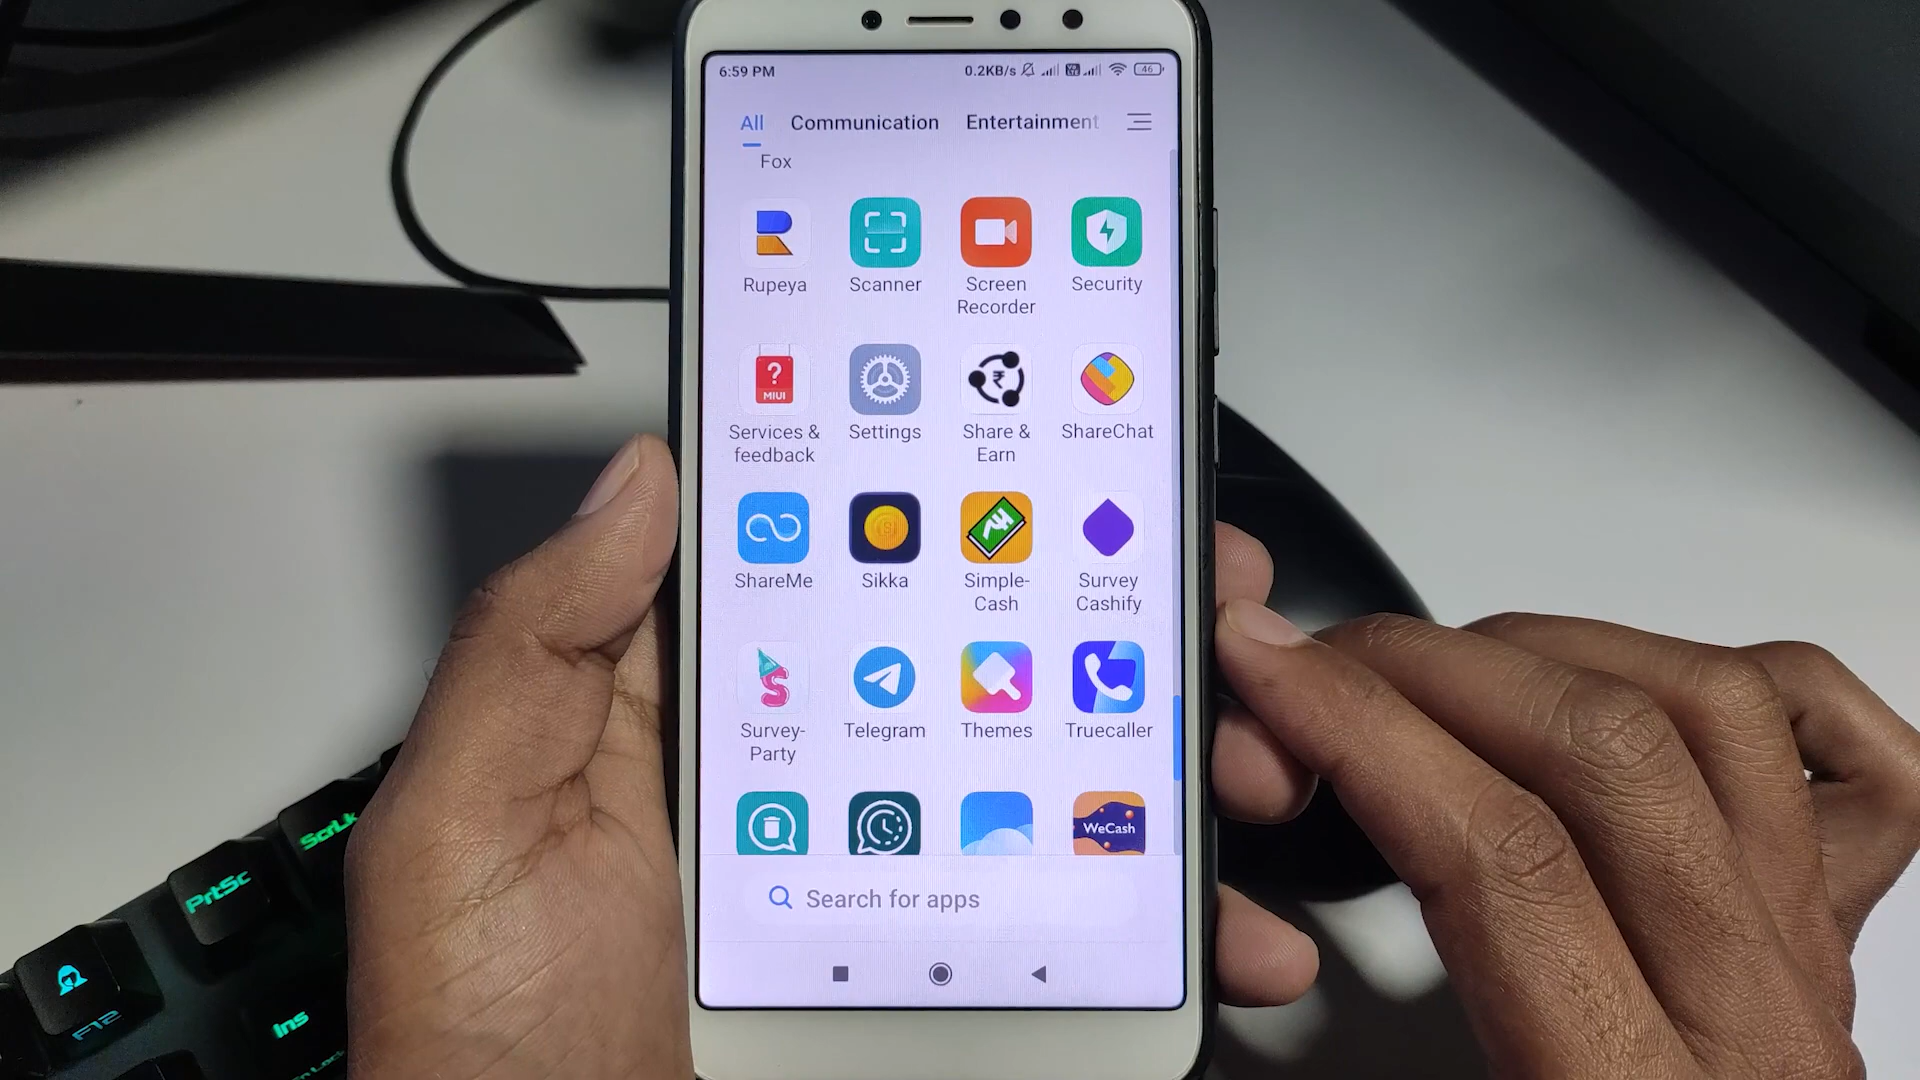 6:59 PM
0.2KB/s
46
All Communication Entertainment
Fox
Rupeya Scanner Screen Recorder Security
?
MIUI
₹
Services & feedback Settings Share & Earn ShareChat
ShareMe Sikka Simple-Cash Survey Cashify
Survey-Party Telegram Themes Truecaller
WeCash
Search for apps
ScrLk
PrtSc
F12
Ins